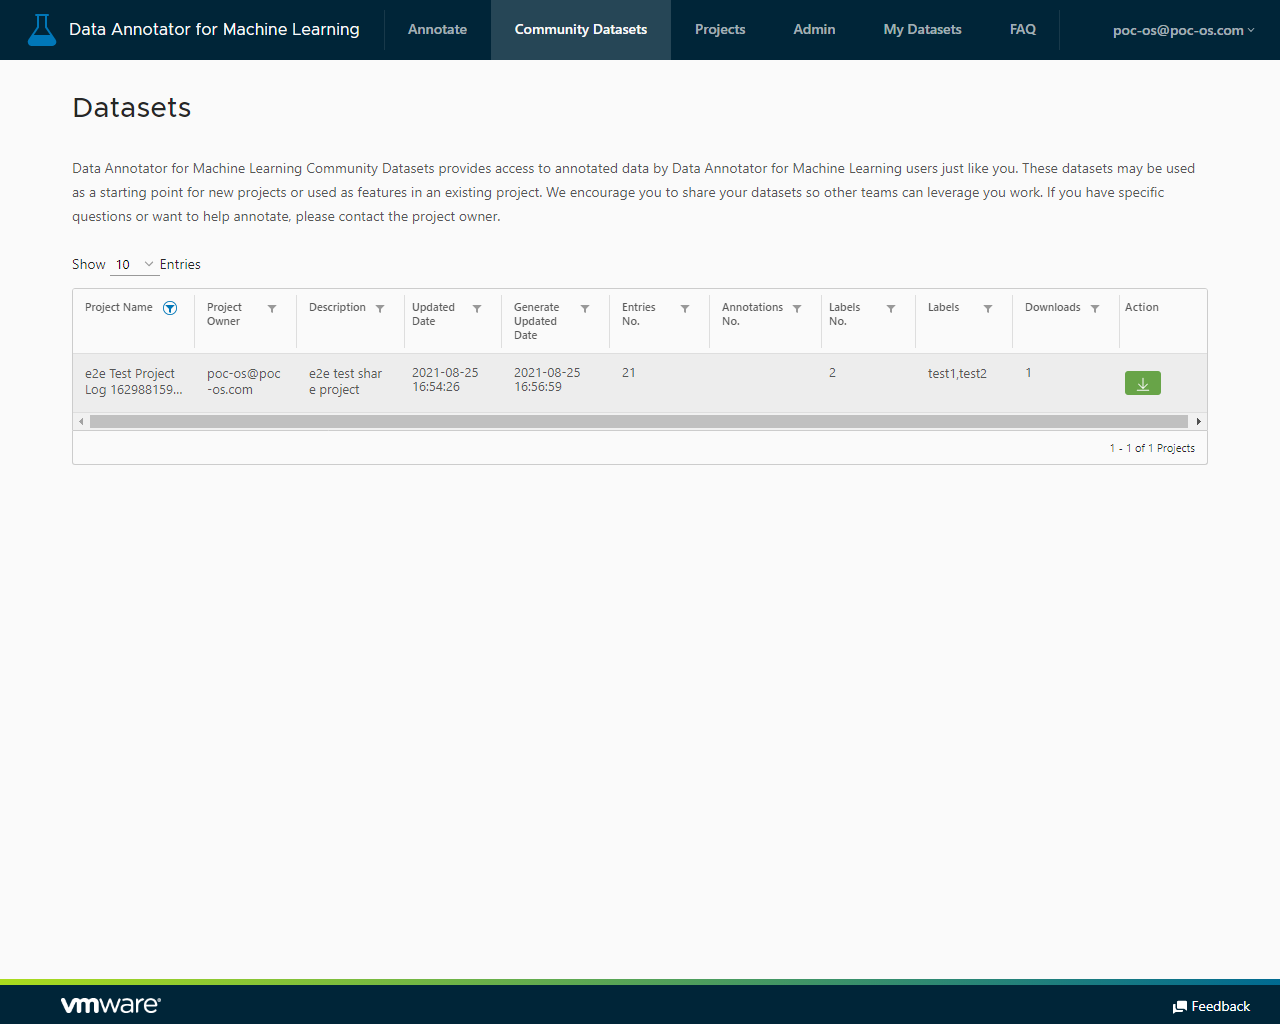 Data Annotator for Machine Learning
Annotate
Community Datasets
Projects
Admin
My Datasets
FAQ
poc-os@poc-os.com
Datasets
Data Annotator for Machine Learning Community Datasets provides access to annotated data by Data Annotator for Machine Learning users just like you. These datasets may be used
as a starting point for new projects or used as features in an existing project. We encourage you to share your datasets so other teams can leverage you work. If you have specific
questions or want to help annotate, please contact the project owner.
Show 10 Entries
Project Name
Project
Owner
Description
Updated
Date
Generate
Updated
Date
Entries
No.
Annotations
No.
Labels
No.
Labels
Downloads
Action
e2e Test Project
Log 162988159...
poc-os@poc
-os.com
e2e test shar
e project
2021-08-25
16:54:26
2021-08-25
16:56:59
21
2
test1,test2
1
1 - 1 of 1 Projects
vmware®
Feedback